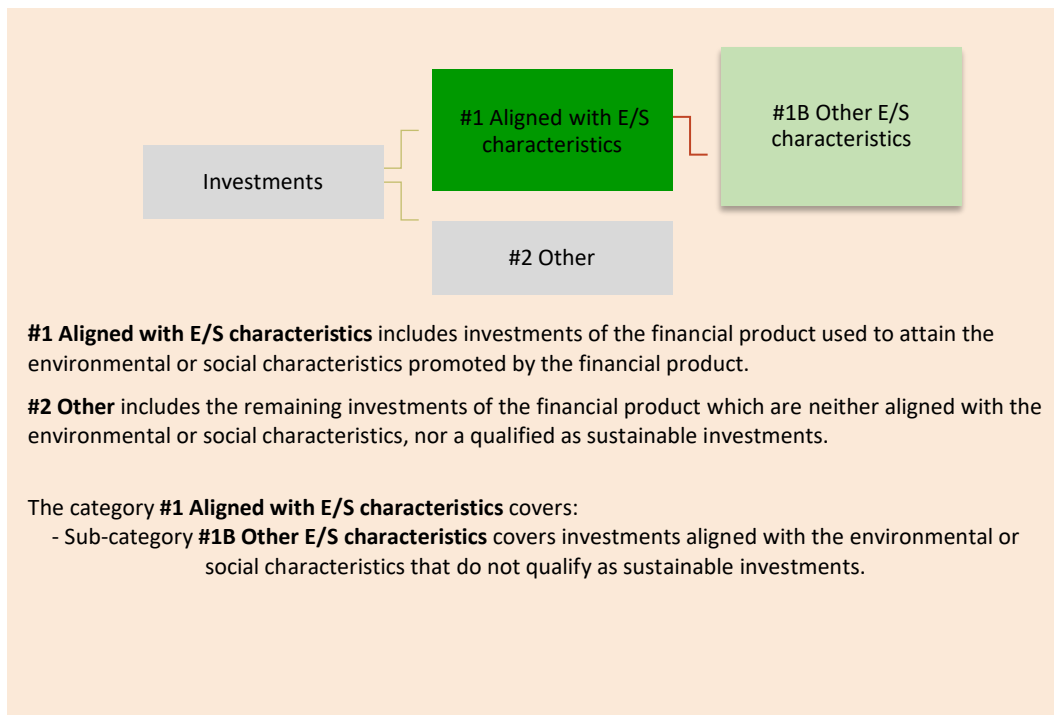 #1 Aligned with E/S
characteristics
#1B Other E/S
characteristics
Investments
#2 Other
#1 Aligned with E/S characteristics includes investments of the financial product used to attain the
environmental or social characteristics promoted by the financial product.
#2 Other includes the remaining investments of the financial product which are neither aligned with the
environmental or social characteristics, nor a qualified as sustainable investments.
The category #1 Aligned with E/S characteristics covers:
- Sub-category #1B Other E/S characteristics covers investments aligned with the environmental or
social characteristics that do not qualify as sustainable investments.